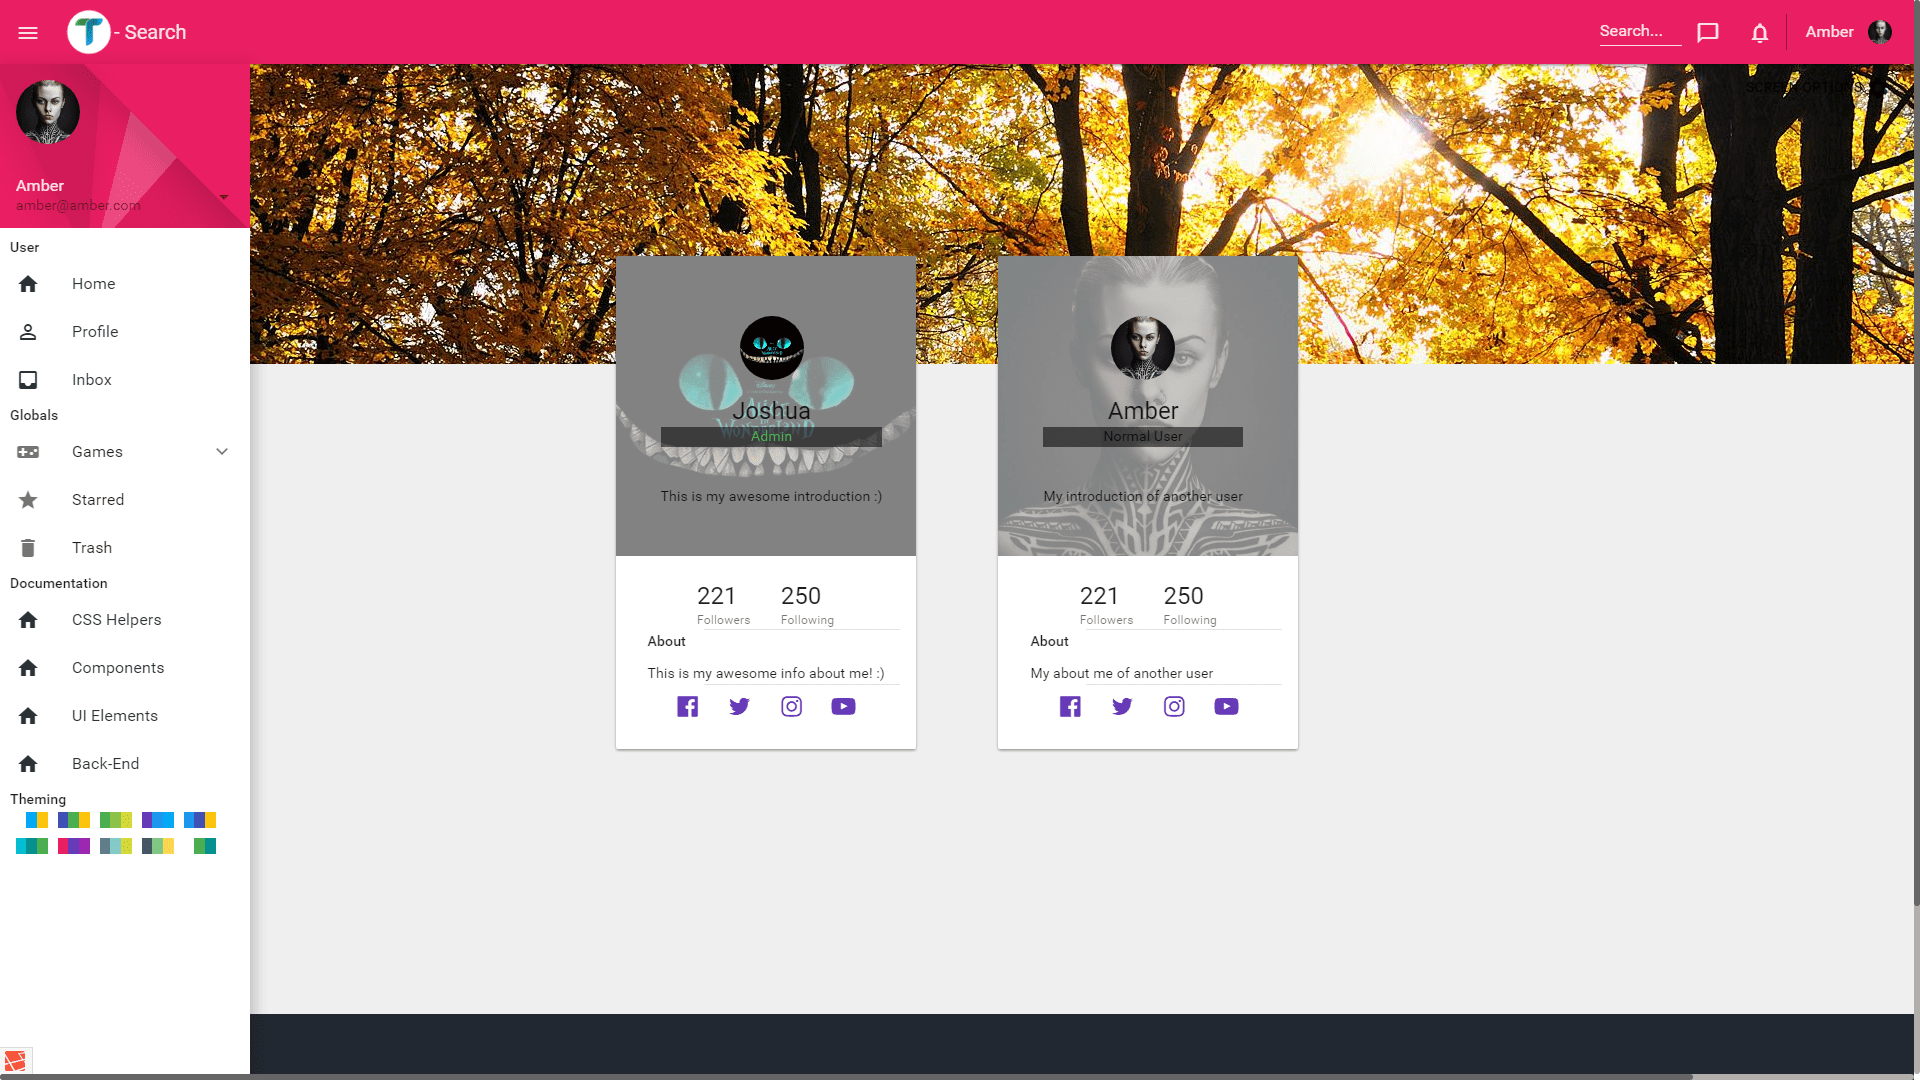 - Search
Search...
Amber
SCREEN OPTIONS
Amber
amber@amber.com
User
Home
Profile
Inbox
Globals
Games
Starred
Trash
Documentation
CSS Helpers
Components
UI Elements
Back-End
Theming
Joshua
Admin
This is my awesome introduction :)
221
250
Followers
Following
About
This is my awesome info about me! :)
Amber
Normal User
My introduction of another user
221
250
Followers
Following
About
My about me of another user